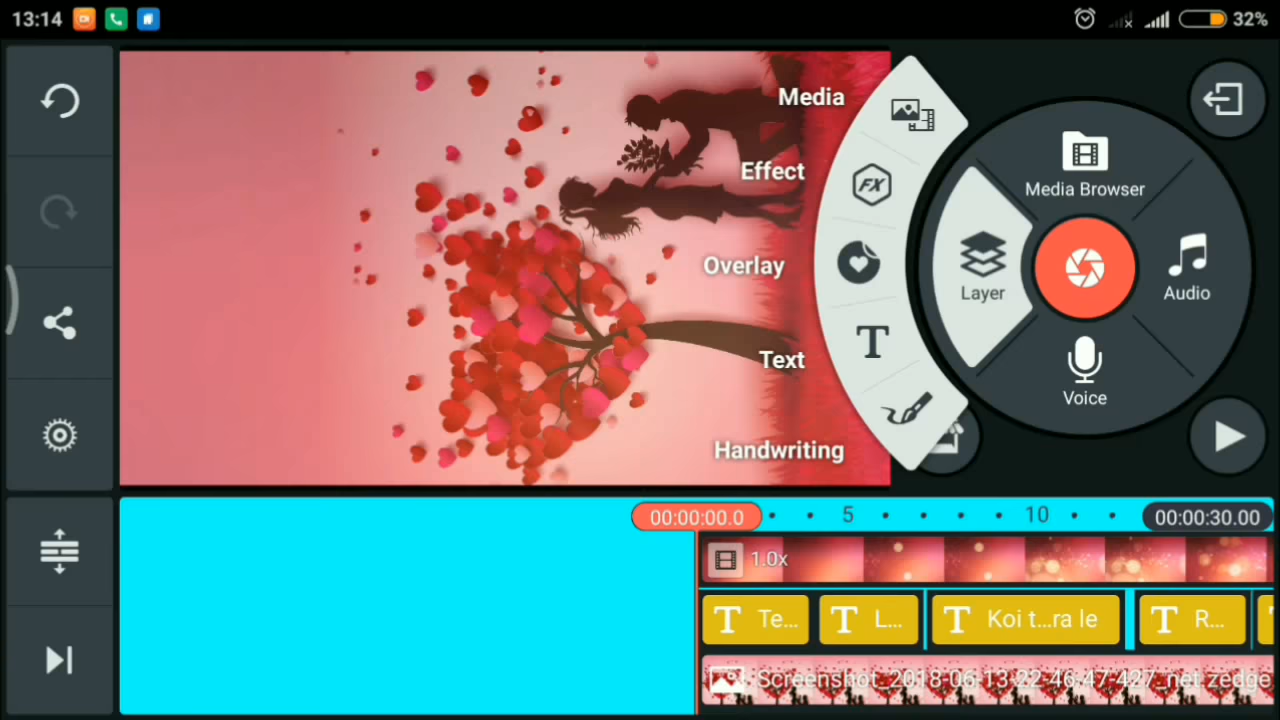 13:14
32%
Media
Effect
Overlay
Text
Handwriting
FX
Media Browser
Layer
Audio
Voice
00:00:00.0
5
10
00:00:30.00
1.0x
T Te...
T L...
T Koi t...ra le
T R...
T
Screenshot_2018-06-13-22-46-47-427_net.zedge